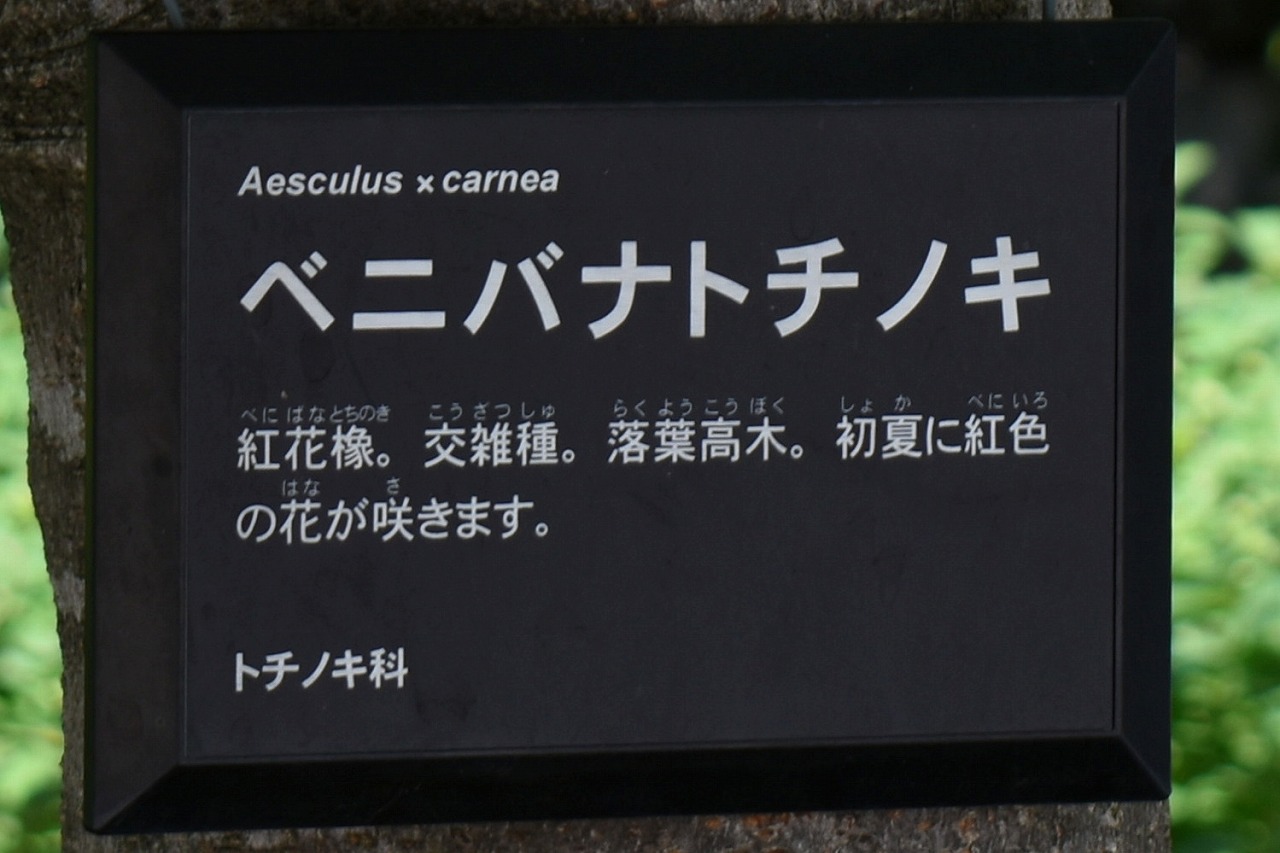 Aesculus × carnea
ベニバナトチノキ
べに ばなとちのき こう ざつ しゅ らく よう こう ぼく しょ か べに いろ
紅花橡。交雑種。落葉高木。初夏に紅色
はな さ
の花が咲きます。
トチノキ科